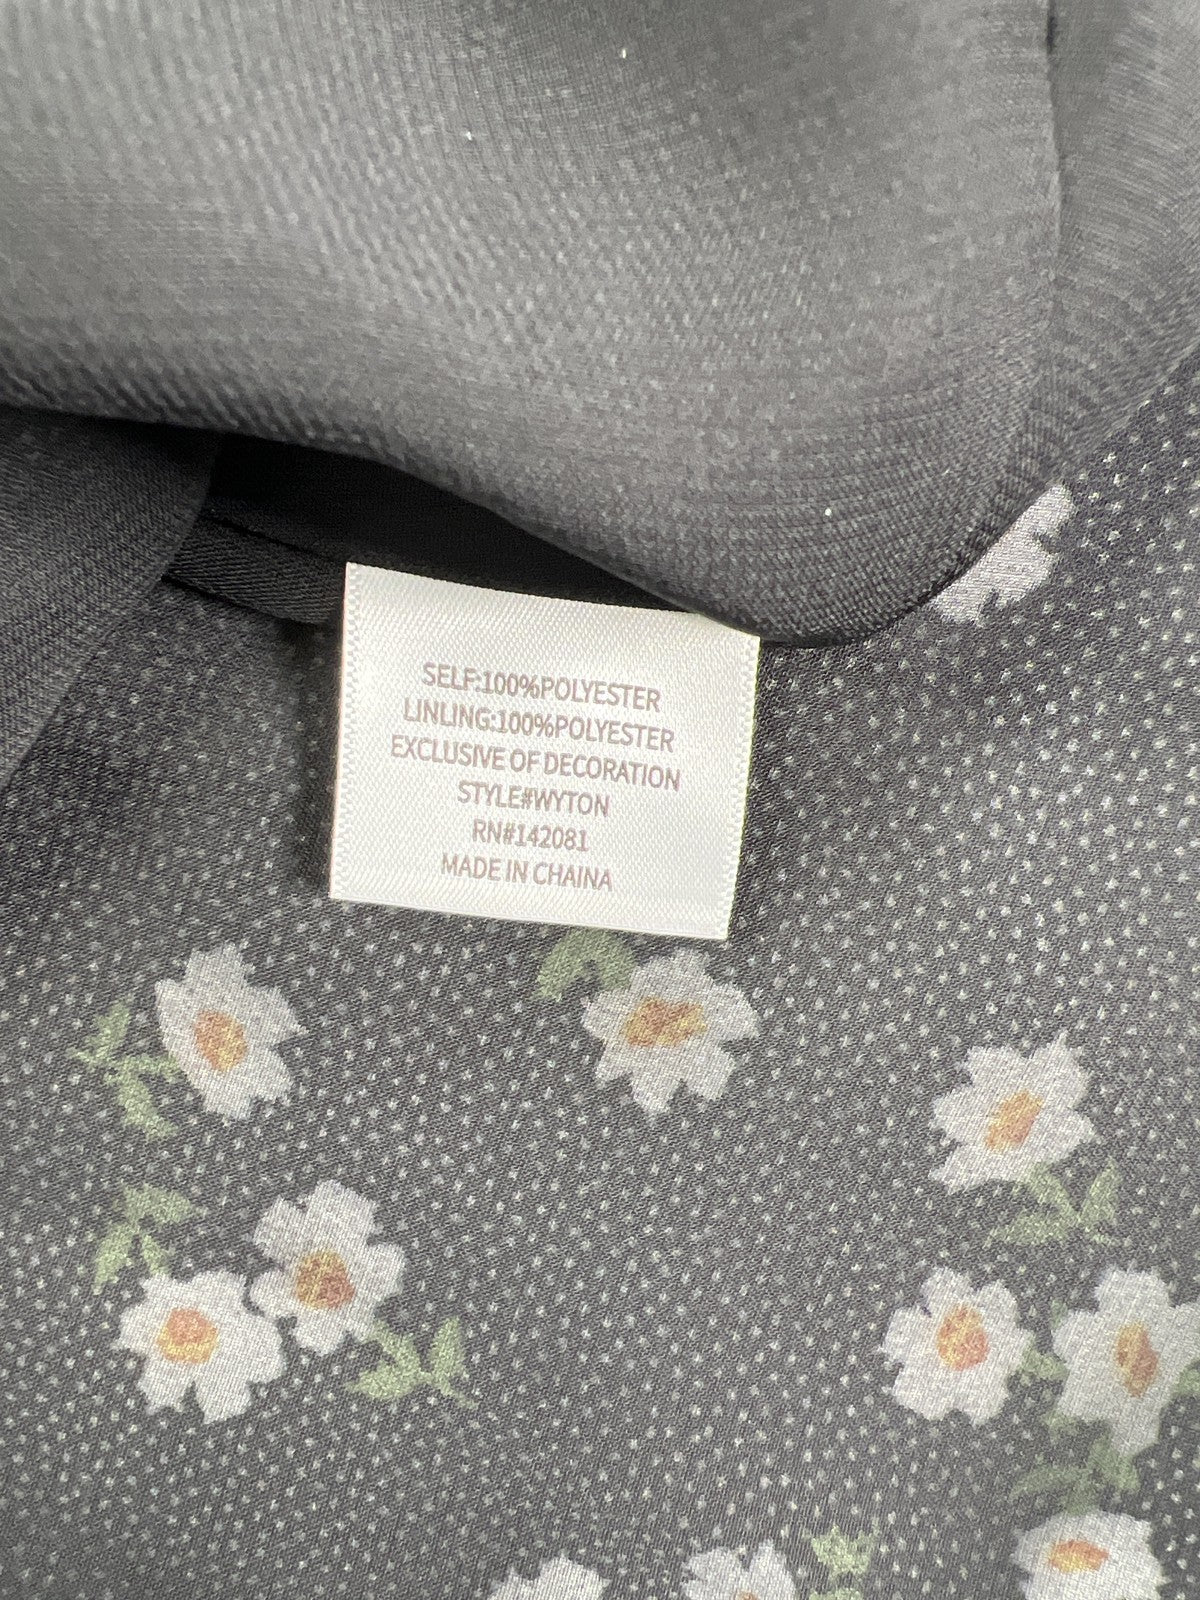 SELF:100%POLYESTER
LINLING:100%POLYESTER
EXCLUSIVE OF DECORATION
STYLE#WYTON
RN#142081
MADE IN CHAINA